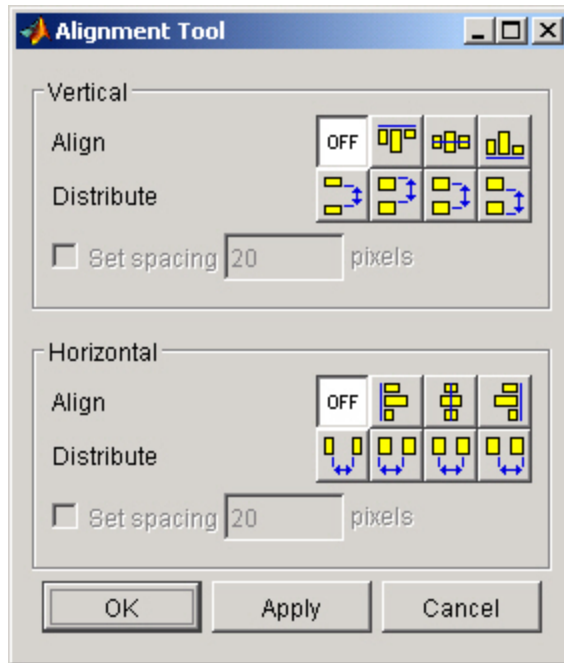 Alignment Tool
Vertical
Align OFF
Distribute
Set spacing 20 pixels
Horizontal
Align OFF
Distribute
Set spacing 20 pixels
OK Apply Cancel